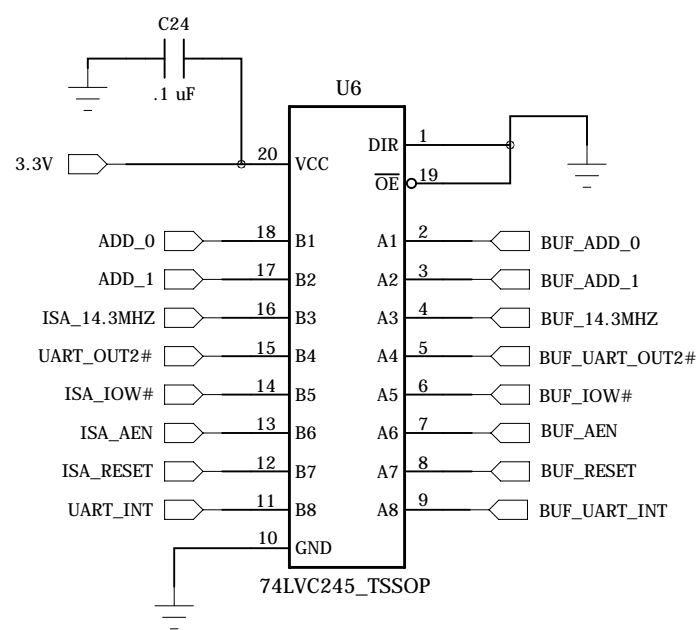 C24
.1 uF
U6
3.3V
20
VCC
DIR
1
OE
19
ADD_0
18
B1
A1
2
BUF_ADD_0
ADD_1
17
B2
A2
3
BUF_ADD_1
ISA_14.3MHZ
16
B3
A3
4
BUF_14.3MHZ
UART_OUT2#
15
B4
A4
5
BUF_UART_OUT2#
ISA_IOW#
14
B5
A5
6
BUF_IOW#
ISA_AEN
13
B6
A6
7
BUF_AEN
ISA_RESET
12
B7
A7
8
BUF_RESET
UART_INT
11
B8
A8
9
BUF_UART_INT
10
GND
74LVC245_TSSOP